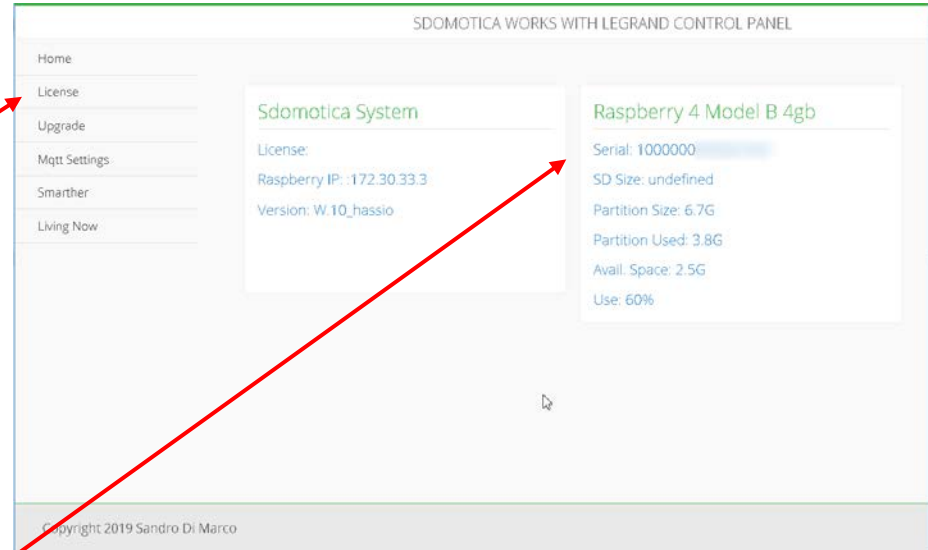 SDOMOTICA WORKS WITH LEGRAND CONTROL PANEL
Home
License
Upgrade
Mqtt Settings
Smarther
Living Now
Sdomotica System
License:
Raspberry IP: :172.30.33.3
Version: W.10_hassio
Raspberry 4 Model B 4gb
Serial: 1000000
SD Size: undefined
Partition Size: 6.7G
Partition Used: 3.8G
Avail. Space: 2.5G
Use: 60%
Copyright 2019 Sandro Di Marco